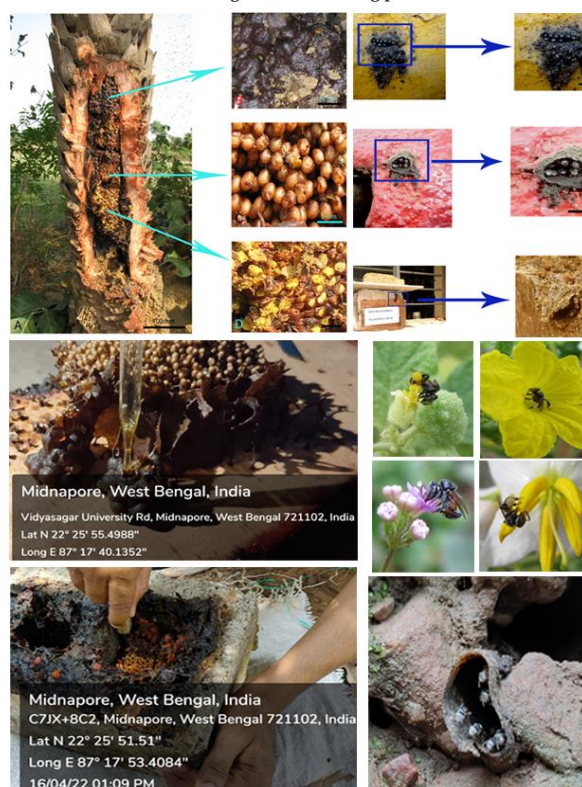 A
D
Midnapore, West Bengal, India
Vidyasagar University Rd, Midnapore, West Bengal 721102, India
Lat N 22° 25' 55.4988"
Long E 87° 17' 40.1352"
Midnapore, West Bengal, India
C7JX+8C2, Midnapore, West Bengal 721102, India
Lat N 22° 25' 51.51"
Long E 87° 17' 53.4084"
16/04/22 01:09 PM